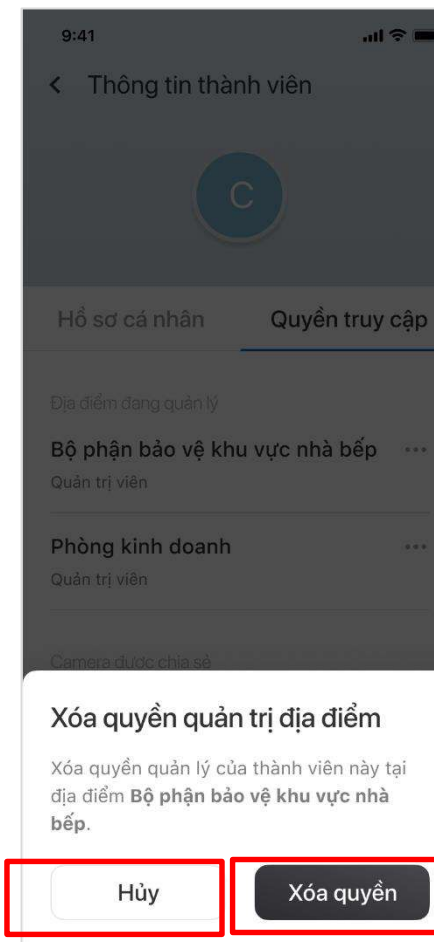 9:41
Thông tin thành viên
C
Hồ sơ cá nhân Quyền truy cập
Địa điểm đang quản lý
Bộ phận bảo vệ khu vực nhà bếp
Quản trị viên
Phòng kinh doanh
Quản trị viên
Camera được chia sẻ
Xóa quyền quản trị địa điểm
Xóa quyền quản lý của thành viên này tại
địa điểm Bộ phận bảo vệ khu vực nhà
bếp.
Hủy Xóa quyền